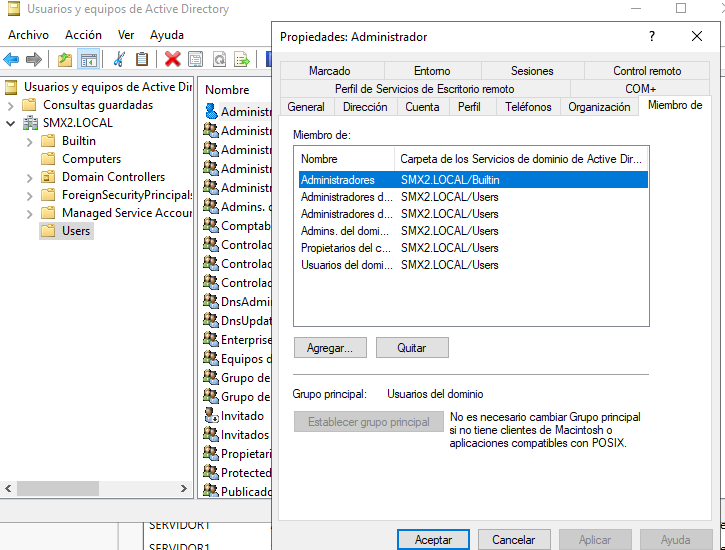 Usuarios y equipos de Active Directory
Archivo Acción Ver Ayuda
Usuarios y equipos de Active Dir
Consultas guardadas
SMX2.LOCAL
Builtin
Computers
Domain Controllers
ForeignSecurityPrincipals
Managed Service Accour
Users
Nombre
Administr
Administr
Administr
Administr
Administr
Admins. d
Comptab
Controlac
Controlac
Controlac
DnsAdmi
DnsUpdat
Enterprise
Equipos d
Grupo de
Grupo de
Invitado
Invitados
Propietari
Protected
Publicado
Propiedades: Administrador
Marcado Entorno Sesiones Control remoto
Perfil de Servicios de Escritorio remoto COM+
General Dirección Cuenta Perfil Teléfonos Organización Miembro de
Miembro de:
Nombre Carpeta de los Servicios de dominio de Active Dir...
Administradores SMX2.LOCAL/Builtin
Administradores d... SMX2.LOCAL/Users
Administradores d... SMX2.LOCAL/Users
Admins. del domi... SMX2.LOCAL/Users
Propietarios del c... SMX2.LOCAL/Users
Usuarios del domi... SMX2.LOCAL/Users
Agregar... Quitar
Grupo principal: Usuarios del dominio
Establecer grupo principal
No es necesario cambiar Grupo principal
si no tiene clientes de Macintosh o
aplicaciones compatibles con POSIX.
Aceptar Cancelar Aplicar Ayuda
SERVIDOR1
SERVIDOR1